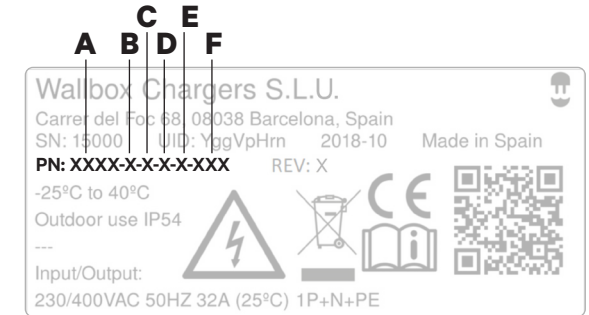 C E
A B D F
Wallbox Chargers S.L.U.
Carrer del Foc 68, 08038 Barcelona, Spain
SN: 15000 UID: YggVpHrn 2018-10 Made in Spain
PN: XXXX-X-X-X-X-XXX REV: X
-25ºC to 40ºC
Outdoor use IP54
---
Input/Output:
230/400VAC 50HZ 32A (25ºC) 1P+N+PE
CE
i